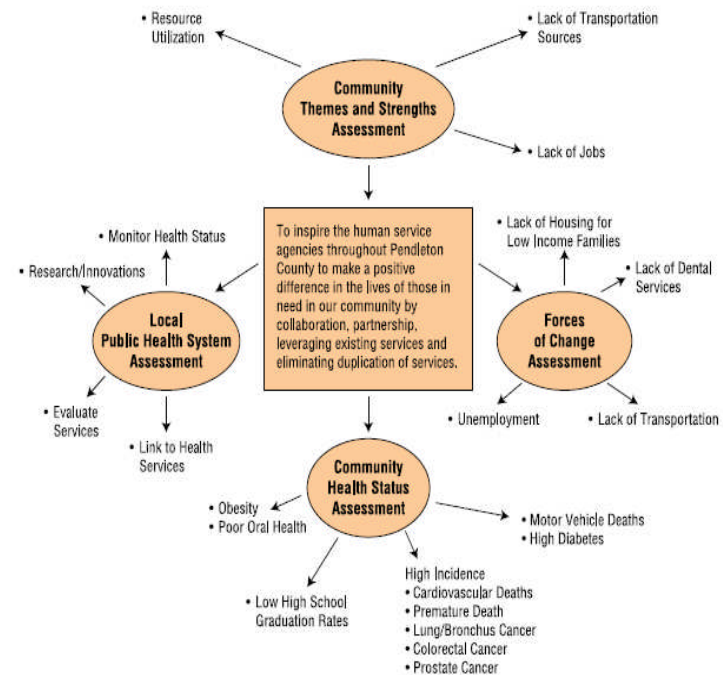 • Resource
Utilization
• Lack of Transportation
Sources
Community
Themes and Strengths
Assessment
• Lack of Jobs
To inspire the human service
agencies throughout Pendleton
County to make a positive
difference in the lives of those in
need in our community by
collaboration, partnership,
leveraging existing services and
eliminating duplication of services.
• Monitor Health Status
• Research/Innovations
Local
Public Health System
Assessment
• Evaluate
Services
• Link to Health
Services
• Lack of Housing for
Low Income Families
• Lack of Dental
Services
Forces
of Change
Assessment
• Unemployment
• Lack of Transportation
Community
Health Status
Assessment
• Obesity
• Poor Oral Health
• Motor Vehicle Deaths
• High Diabetes
• Low High School
Graduation Rates
High Incidence
• Cardiovascular Deaths
• Premature Death
• Lung/Bronchus Cancer
• Colorectal Cancer
• Prostate Cancer